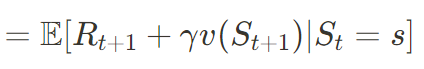 = 𝔼[R_{t+1} + γv(S_{t+1})|S_t = s]